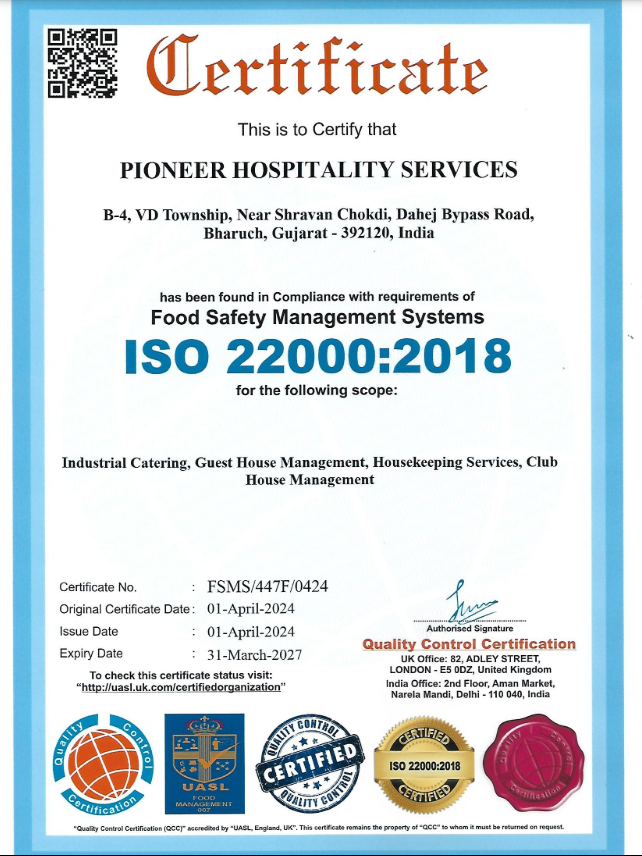 Certificate
This is to Certify that
PIONEER HOSPITALITY SERVICES
B-4, VD Township, Near Shravan Chokdi, Dahej Bypass Road,
Bharuch, Gujarat - 392120, India
has been found in Compliance with requirements of
Food Safety Management Systems
ISO 22000:2018
for the following scope:
Industrial Catering, Guest House Management, Housekeeping Services, Club
House Management
Certificate No. : FSMS/447F/0424
Original Certificate Date: 01-April-2024
Issue Date : 01-April-2024
Expiry Date : 31-March-2027
To check this certificate status visit:
“http://uasl.uk.com/certifiedorganization”
Authorised Signature
Quality Control Certification
UK Office: 82, ADLEY STREET,
LONDON - E5 0DZ, United Kingdom
India Office: 2nd Floor, Aman Market,
Narela Mandi, Delhi - 110 040, India
Quality Control
Certification
UASL
FOOD
MANAGEMENT
007
QUALITY CONTROL
CERTIFIED
QUALITY CONTROL
CERTIFIED
ISO 22000:2018
CERTIFIED
Quality Control
Certification
"Quality Control Certification (QCC)" accredited by "UASL, England, UK". This certificate remains the property of "QCC" to whom it must be returned on request.